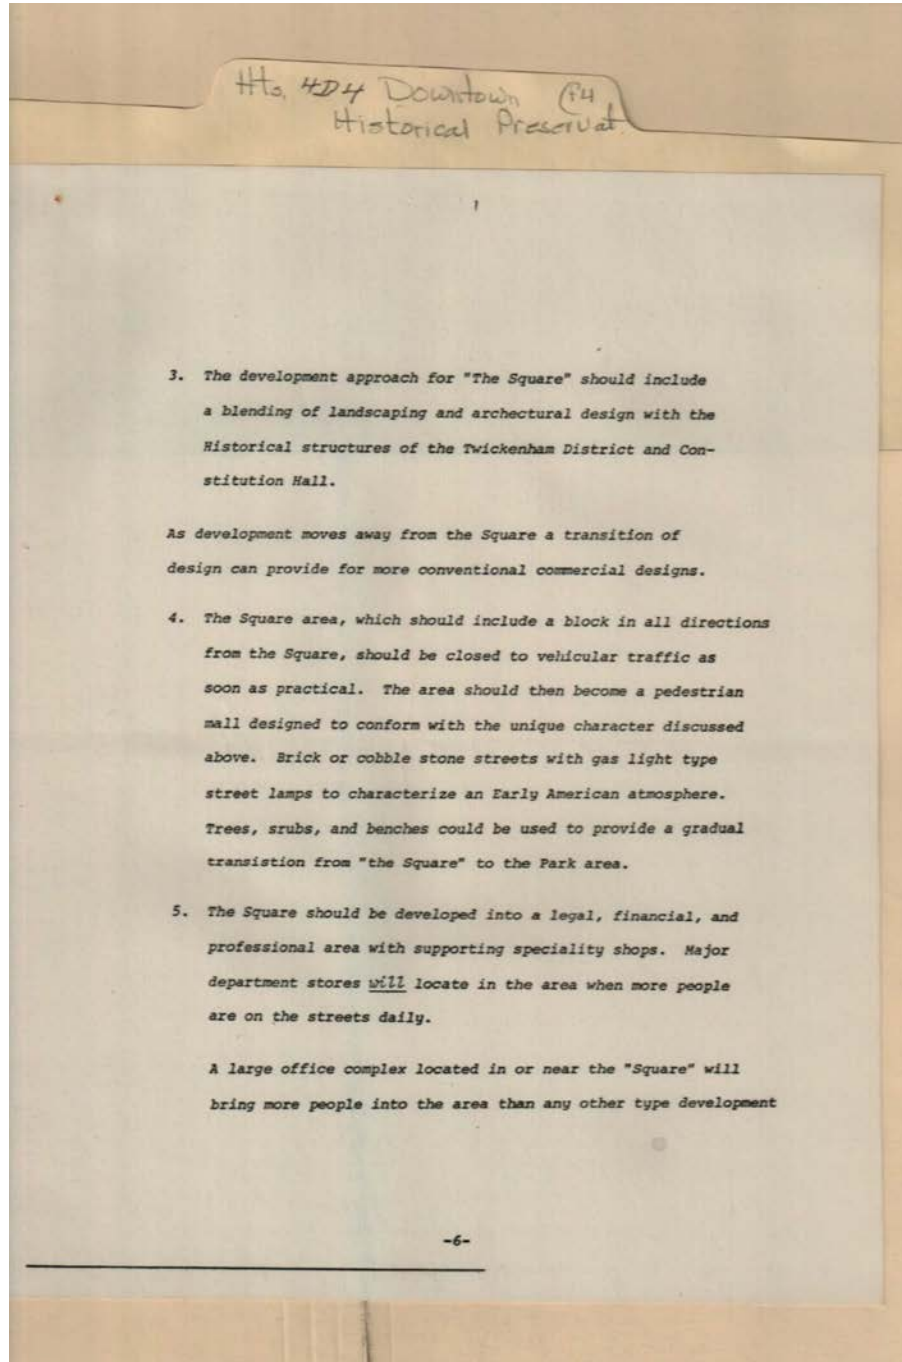 Hts. 4D4 Downtown P4
Historical Preservat
3. The development approach for "The Square" should include
a blending of landscaping and archectural design with the
Historical structures of the Twickenham District and Con-
stitution Hall.
As development moves away from the Square a transition of
design can provide for more conventional commercial designs.
4. The Square area, which should include a block in all directions
from the Square, should be closed to vehicular traffic as
soon as practical. The area should then become a pedestrian
mall designed to conform with the unique character discussed
above. Brick or cobble stone streets with gas light type
street lamps to characterize an Early American atmosphere.
Trees, srubs, and benches could be used to provide a gradual
transistion from "the Square" to the Park area.
5. The Square should be developed into a legal, financial, and
professional area with supporting speciality shops. Major
department stores will locate in the area when more people
are on the streets daily.
A large office complex located in or near the "Square" will
bring more people into the area than any other type development
-6-